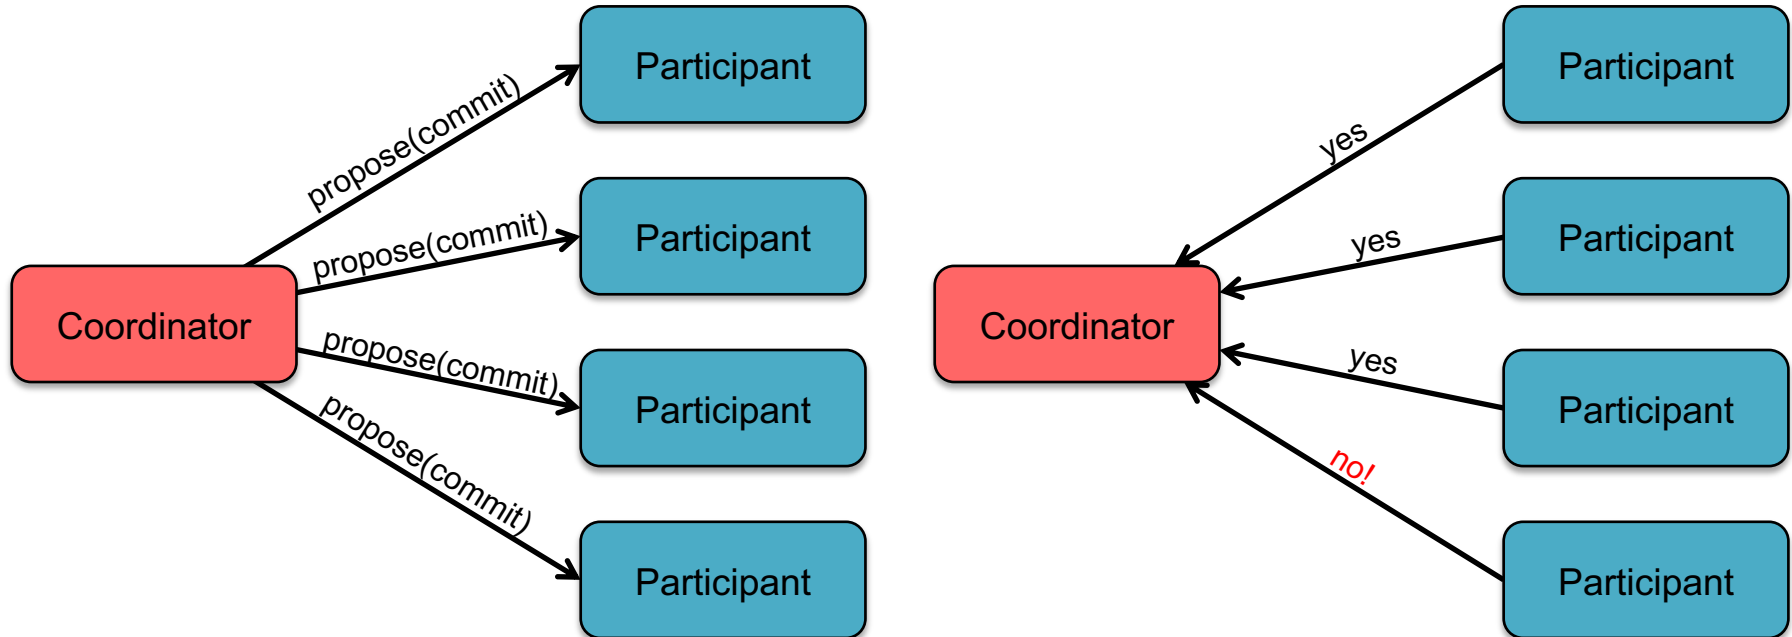 Participant
propose(commit)
Participant
propose(commit)
Coordinator
propose(commit)
Participant
propose(commit)
Participant
Participant
yes
Participant
yes
Coordinator
yes
Participant
no!
Participant